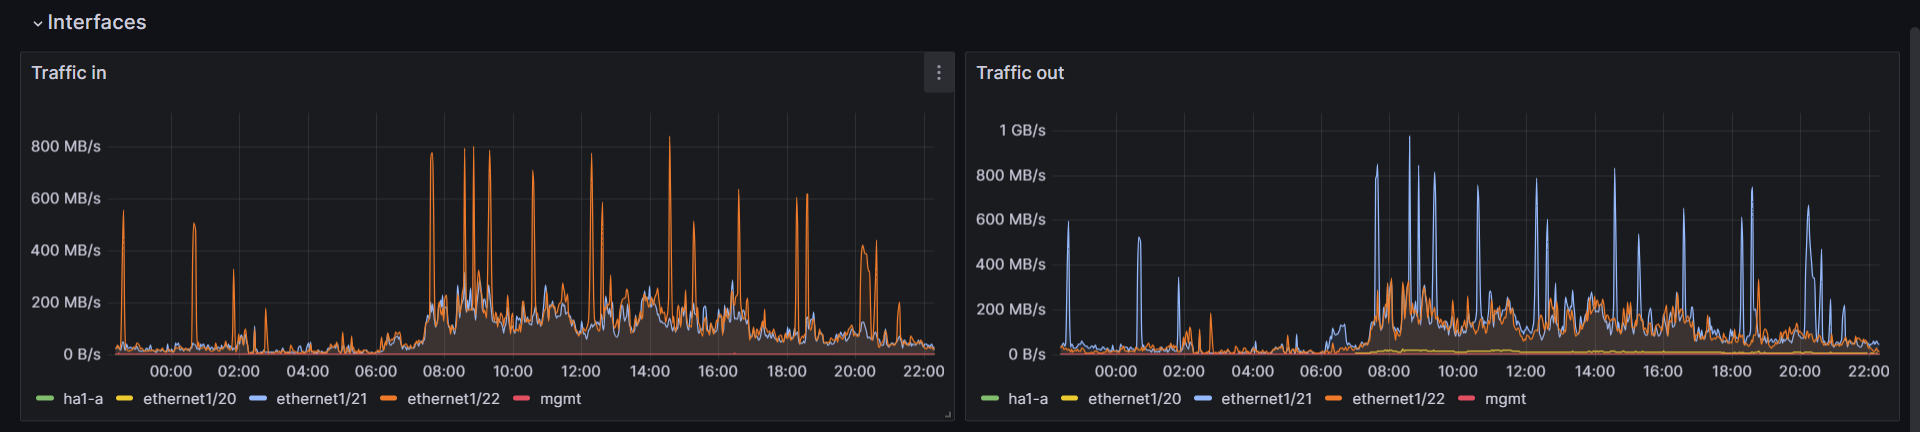 Interfaces
Traffic in
800 MB/s
600 MB/s
400 MB/s
200 MB/s
0 B/s
00:00 02:00 04:00 06:00 08:00 10:00 12:00 14:00 16:00 18:00 20:00 22:00
ha1-a ethernet1/20 ethernet1/21 ethernet1/22 mgmt
Traffic out
1 GB/s
800 MB/s
600 MB/s
400 MB/s
200 MB/s
0 B/s
00:00 02:00 04:00 06:00 08:00 10:00 12:00 14:00 16:00 18:00 20:00 22:00
ha1-a ethernet1/20 ethernet1/21 ethernet1/22 mgmt